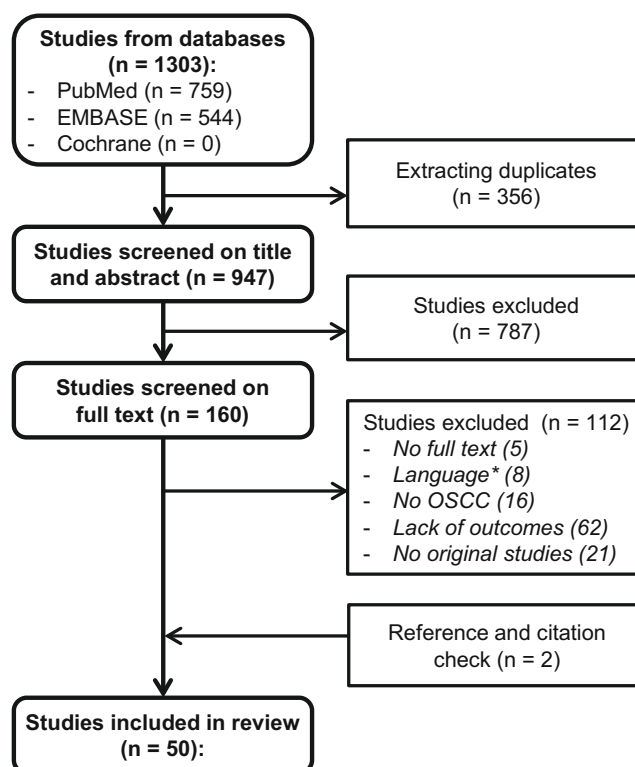 Studies from databases
(n = 1303):
- PubMed (n = 759)
- EMBASE (n = 544)
- Cochrane (n = 0)
Extracting duplicates
(n = 356)
Studies screened on title
and abstract (n = 947)
Studies excluded
(n = 787)
Studies screened on
full text (n = 160)
Studies excluded (n = 112)
- No full text (5)
- Language* (8)
- No OSCC (16)
- Lack of outcomes (62)
- No original studies (21)
Reference and citation
check (n = 2)
Studies included in review
(n = 50):